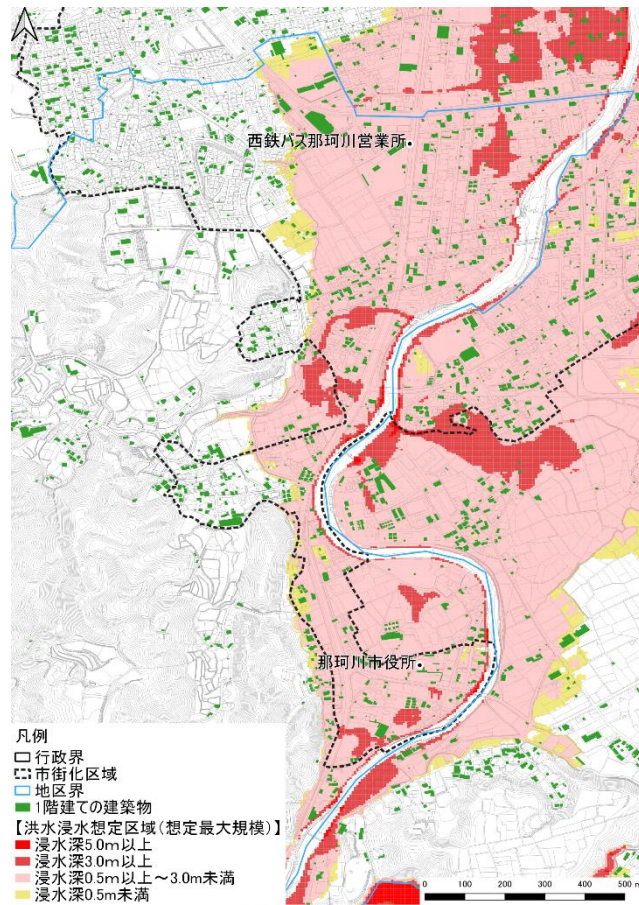 西鉄バス那珂川営業所
那珂川市役所
凡例
行政界
市街化区域
地区界
1階建ての建築物
【洪水浸水想定区域(想定最大規模)】
浸水深5.0m以上
浸水深3.0m以上
浸水深0.5m以上～3.0m未満
浸水深0.5m未満
0 100 200 300 400 500 m